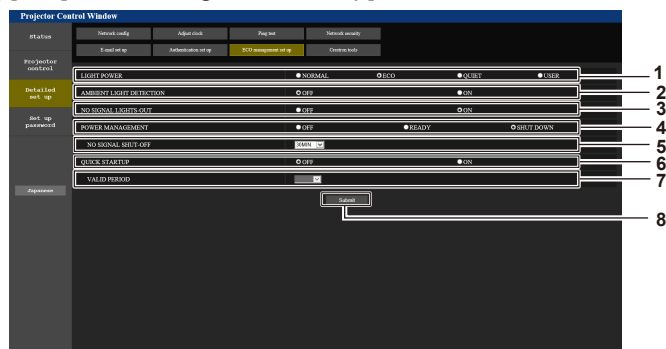 Projector Control Window
Status
Network config Adjust clock Ping test Network security
E-mail set up Authentication set up ECO management set up Crestron tools
Projector control
LIGHT POWER NORMAL ECO QUIET USER 1
Detailed set up
AMBIENT LIGHT DETECTION OFF ON 2
NO SIGNAL LIGHTS-OUT OFF ON 3
Set up password
POWER MANAGEMENT OFF READY SHUT DOWN 4
NO SIGNAL SHUT-OFF 30MIN. 5
QUICK STARTUP OFF ON 6
VALID PERIOD 7
Japanese
Submit
8